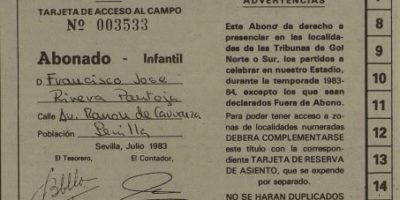 TARJETA DE ACCESO AL CAMPO
Nº 003533
Abonado - Infantil
D Francisco Jose
Rivera Pantoja
Calle Av. Ramon de Carranza
Población Sevilla
Sevilla, Julio 1983
El Tesorero, El Contador,
ADVERTENCIAS
Este Abono da derecho a
presenciar en las localida-
des de las Tribunas de Gol
Norte o Sur, los partidos a
celebrar en nuestro Estadio,
durante la temporada 1983-
84, excepto los que sean
declarados Fuera de Abono.
Para poder tener acceso a zo-
nas de localidades numeradas
DEBERA COMPLEMENTARSE
este título con la correspon-
diente TARJETA DE RESERVA
DE ASIENTO, que se expende
por separado.
NO SE HARAN DUPLICADOS
8
9
10
11
12
13
14